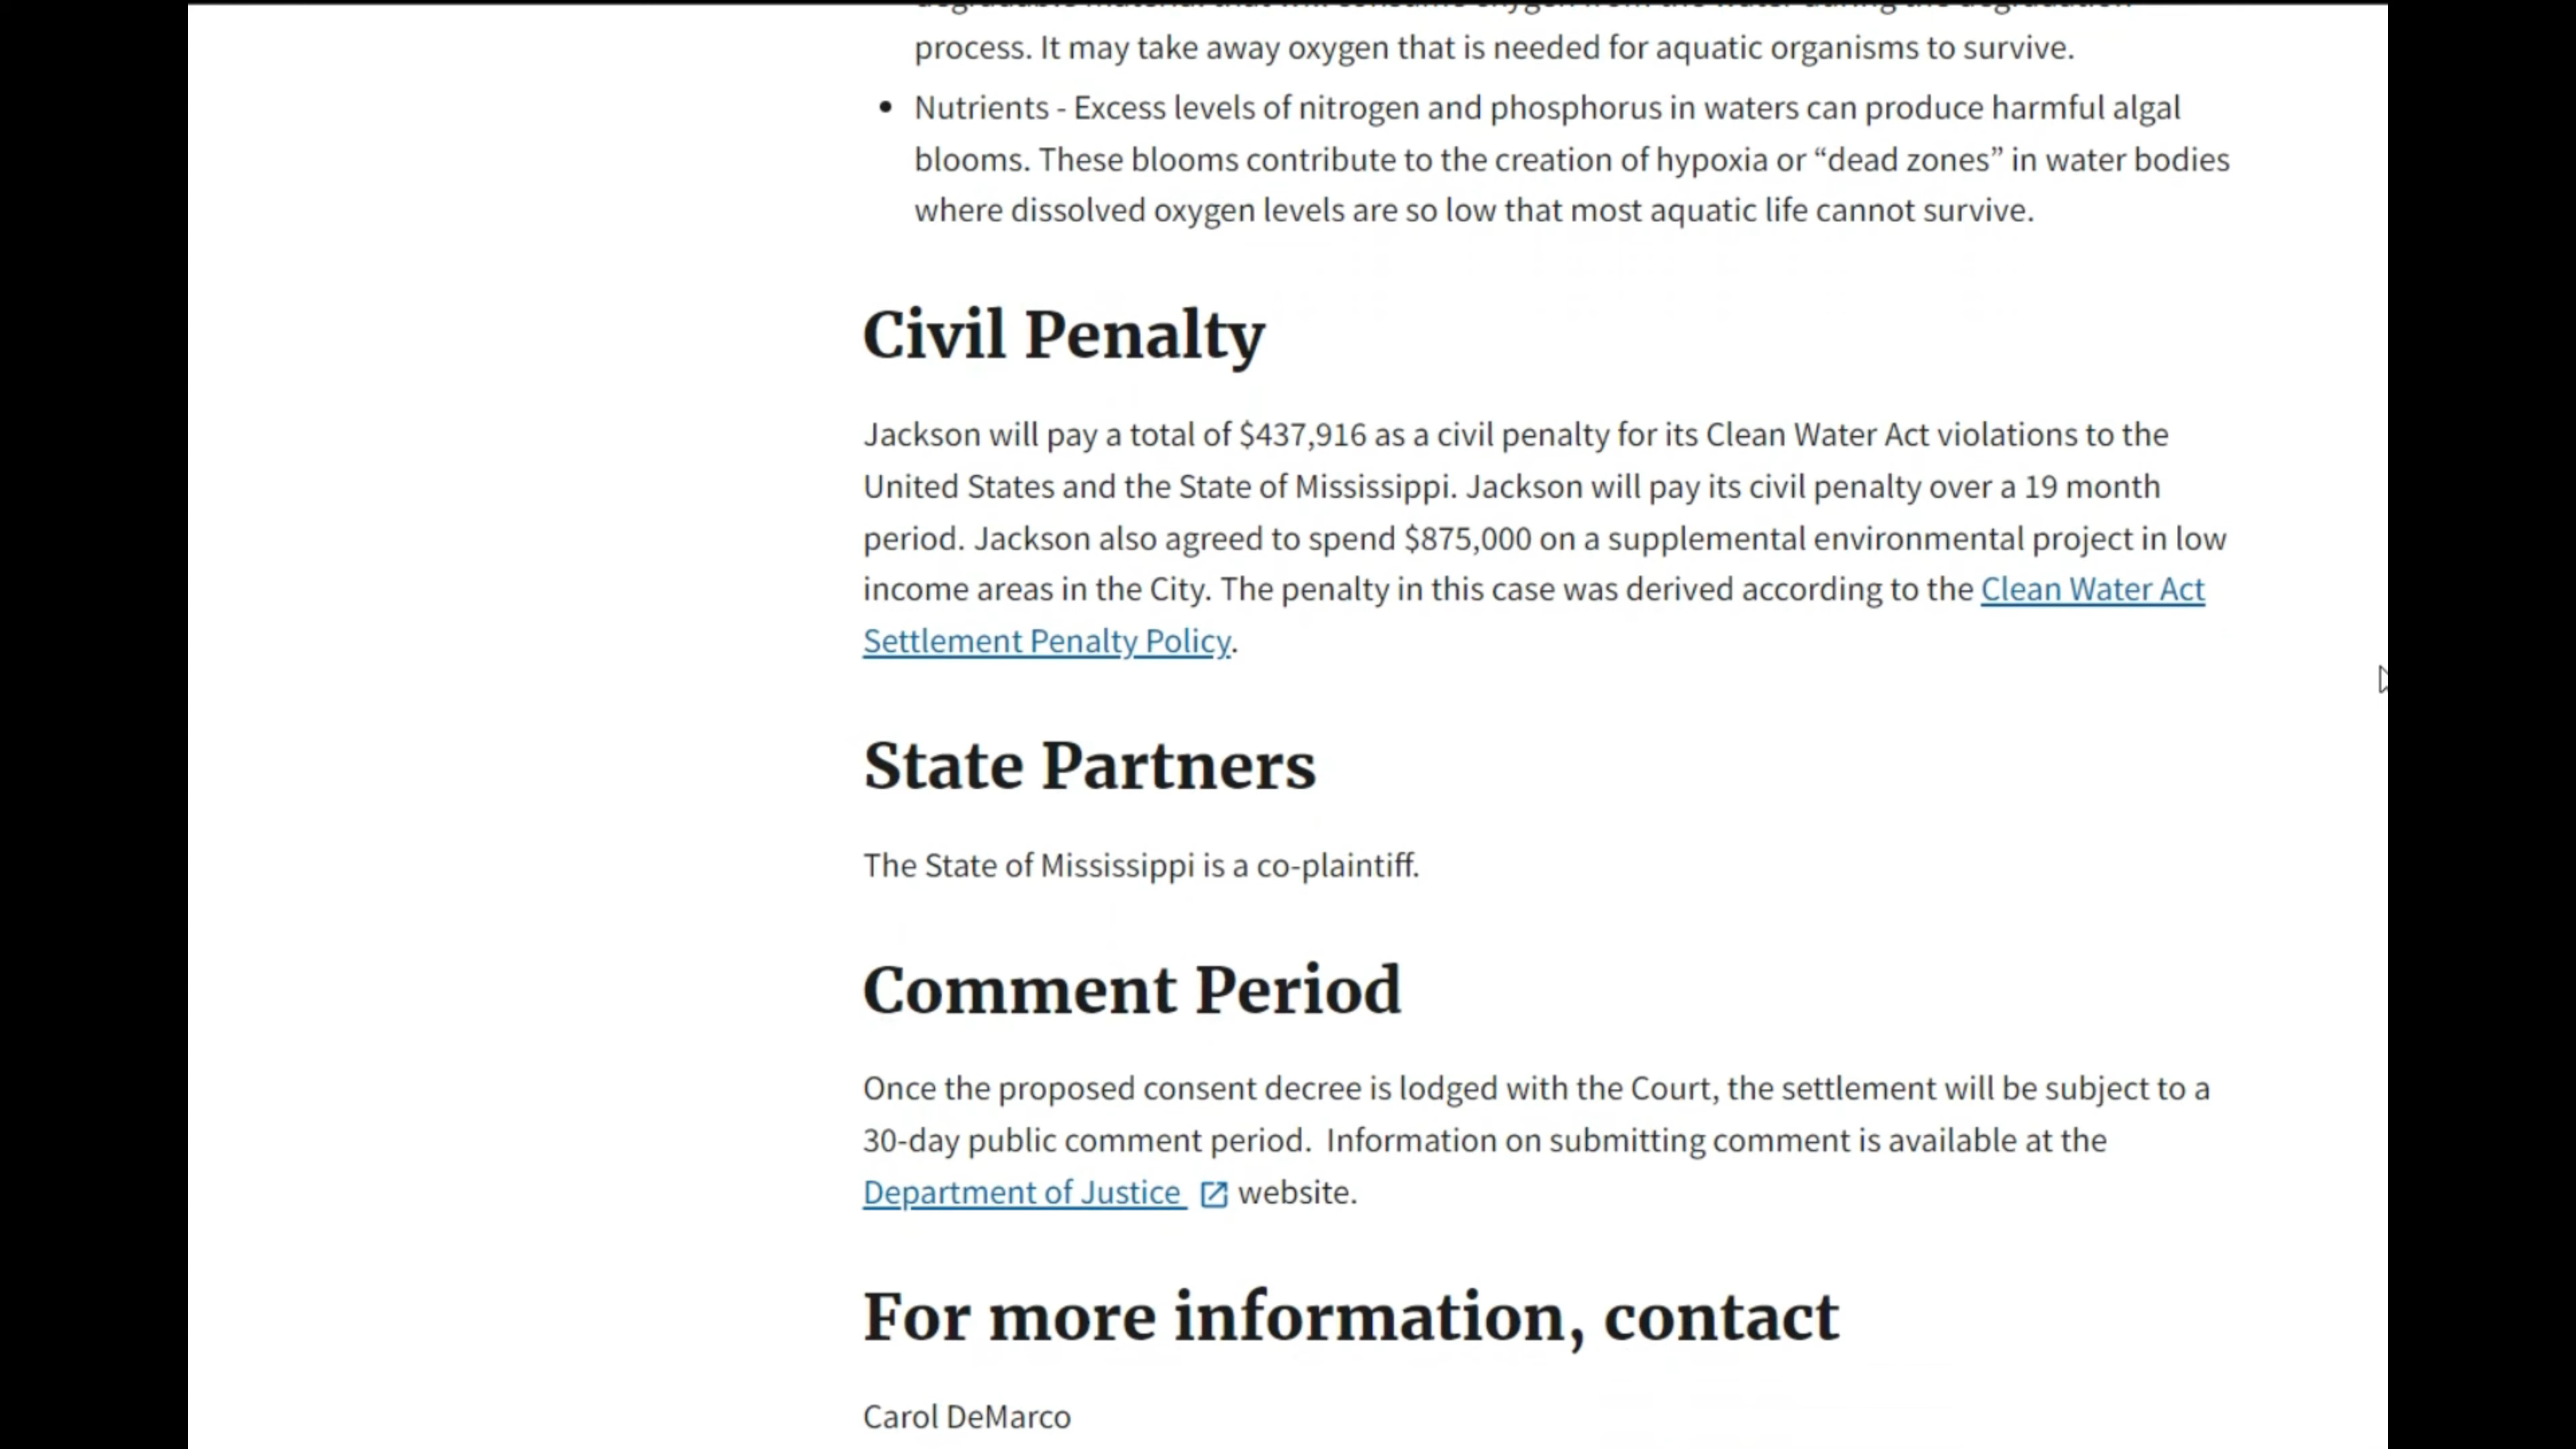 process. It may take away oxygen that is needed for aquatic organisms to survive.
• Nutrients - Excess levels of nitrogen and phosphorus in waters can produce harmful algal
blooms. These blooms contribute to the creation of hypoxia or “dead zones” in water bodies
where dissolved oxygen levels are so low that most aquatic life cannot survive.
Civil Penalty
Jackson will pay a total of $437,916 as a civil penalty for its Clean Water Act violations to the
United States and the State of Mississippi. Jackson will pay its civil penalty over a 19 month
period. Jackson also agreed to spend $875,000 on a supplemental environmental project in low
income areas in the City. The penalty in this case was derived according to the Clean Water Act
Settlement Penalty Policy.
State Partners
The State of Mississippi is a co-plaintiff.
Comment Period
Once the proposed consent decree is lodged with the Court, the settlement will be subject to a
30-day public comment period.  Information on submitting comment is available at the
Department of Justice website.
For more information, contact
Carol DeMarco